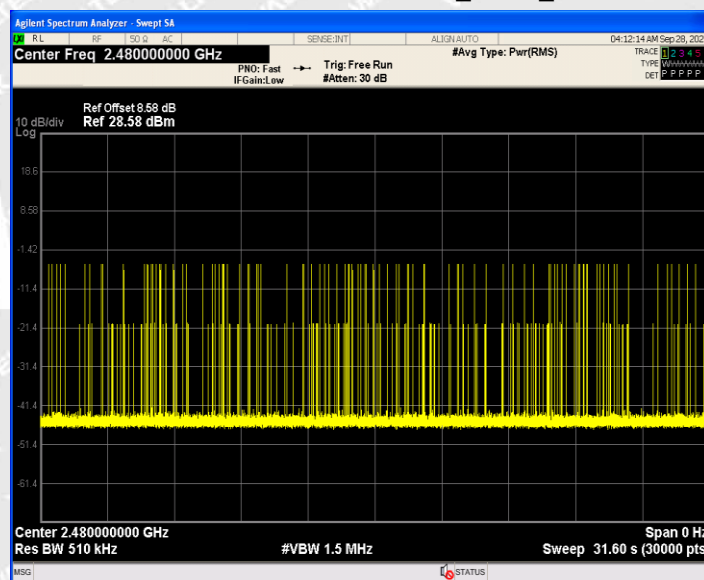 Agilent Spectrum Analyzer - Swept SA
LXI RL RF 50 Ω AC SENSE:INT ALIGN AUTO 04:12:14 AM Sep 28, 202
Center Freq 2.480000000 GHz
#Avg Type: Pwr(RMS)
TRACE 1 2 3 4 5
PNO: Fast Trig: Free Run
TYPE
IFGain:Low #Atten: 30 dB
DET P P P P P
Ref Offset 8.58 dB
10 dB/div Ref 28.58 dBm
Log
18.6
8.58
-1.42
-11.4
-21.4
-31.4
-41.4
-51.4
-61.4
Center 2.480000000 GHz Span 0 Hz
Res BW 510 kHz #VBW 1.5 MHz Sweep 31.60 s (30000 pts
MSG STATUS